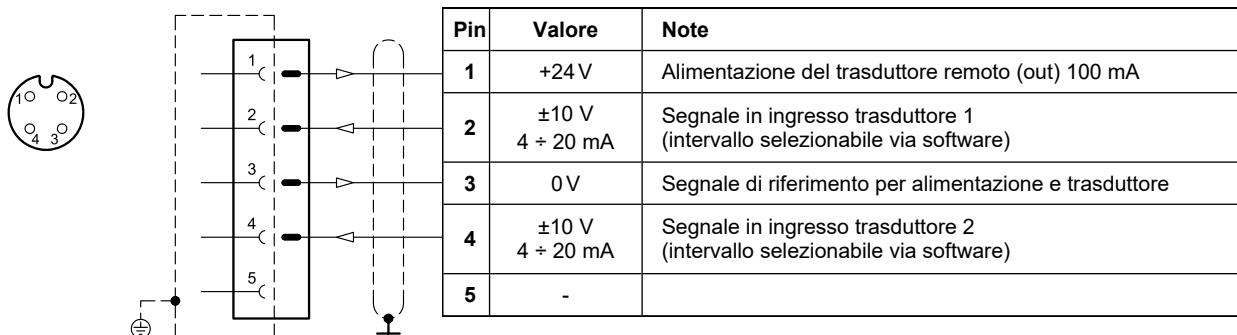 1 2
4 3
1
2
3
4
5
Pin Valore Note
1 +24 V Alimentazione del trasduttore remoto (out) 100 mA
2 ±10 V 4 ÷ 20 mA Segnale in ingresso trasduttore 1
(intervallo selezionabile via software)
3 0 V Segnale di riferimento per alimentazione e trasduttore
4 ±10 V 4 ÷ 20 mA Segnale in ingresso trasduttore 2
(intervallo selezionabile via software)
5 -